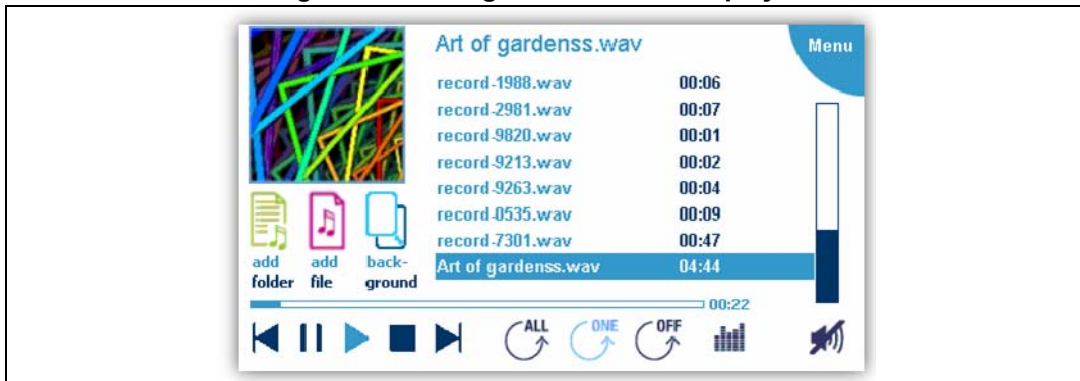 Art of gardenss.wav
Menu
record-1988.wav 00:06
record-2981.wav 00:07
record-9820.wav 00:01
record-9213.wav 00:02
record-9263.wav 00:04
record-0535.wav 00:09
record-7301.wav 00:47
Art of gardenss.wav 04:44
add folder
add file
back-ground
00:22
ALL ONE OFF